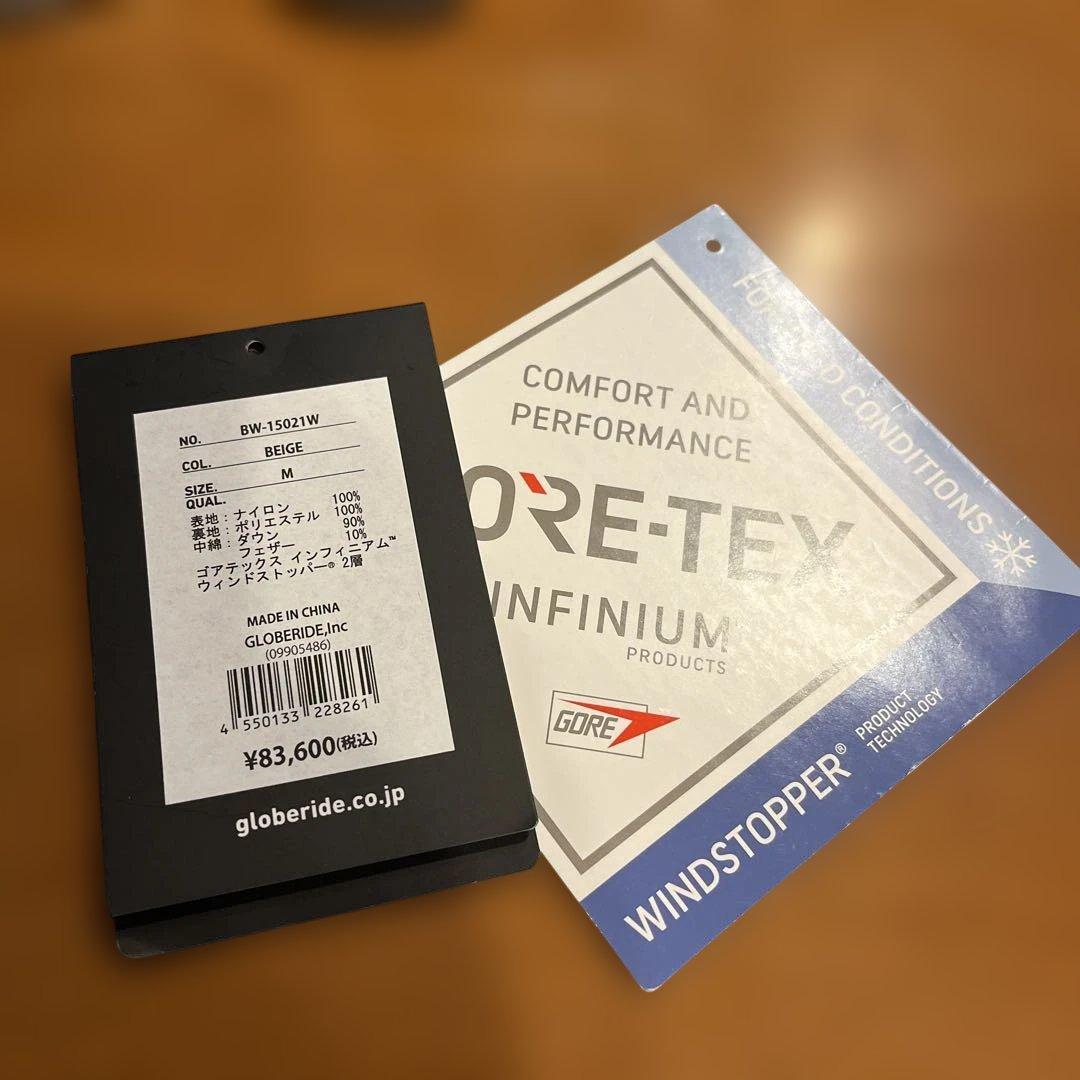 NO. BW-15021W
COL. BEIGE
SIZE. M
QUAL.
表地：ナイロン 100%
裏地：ポリエステル 100%
中綿：ダウン 90%
フェザー 10%
ゴアテックス インフィニアム™
ウィンドストッパー® 2層
MADE IN CHINA
GLOBERIDE,Inc
(09905486)
4 550133 228261
¥83,600(税込)
globeride.co.jp
COMFORT AND
PERFORMANCE
ORE-TEX
INFINIUM
PRODUCTS
GORE
CONDITIONS
WINDSTOPPER®
PRODUCT
TECHNOLOGY